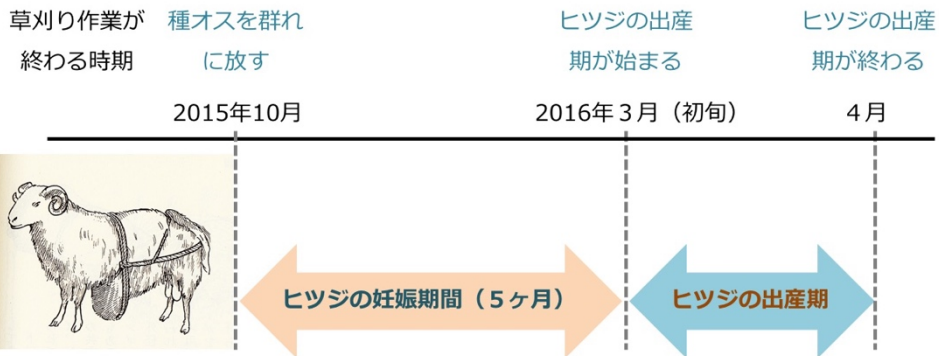 草刈り作業が
終わる時期
種オスを群れ
に放す
ヒツジの出産
期が始まる
ヒツジの出産
期が終わる
2015年10月
2016年３月（初旬）
４月
ヒツジの妊娠期間（５ヶ月）
ヒツジの出産期